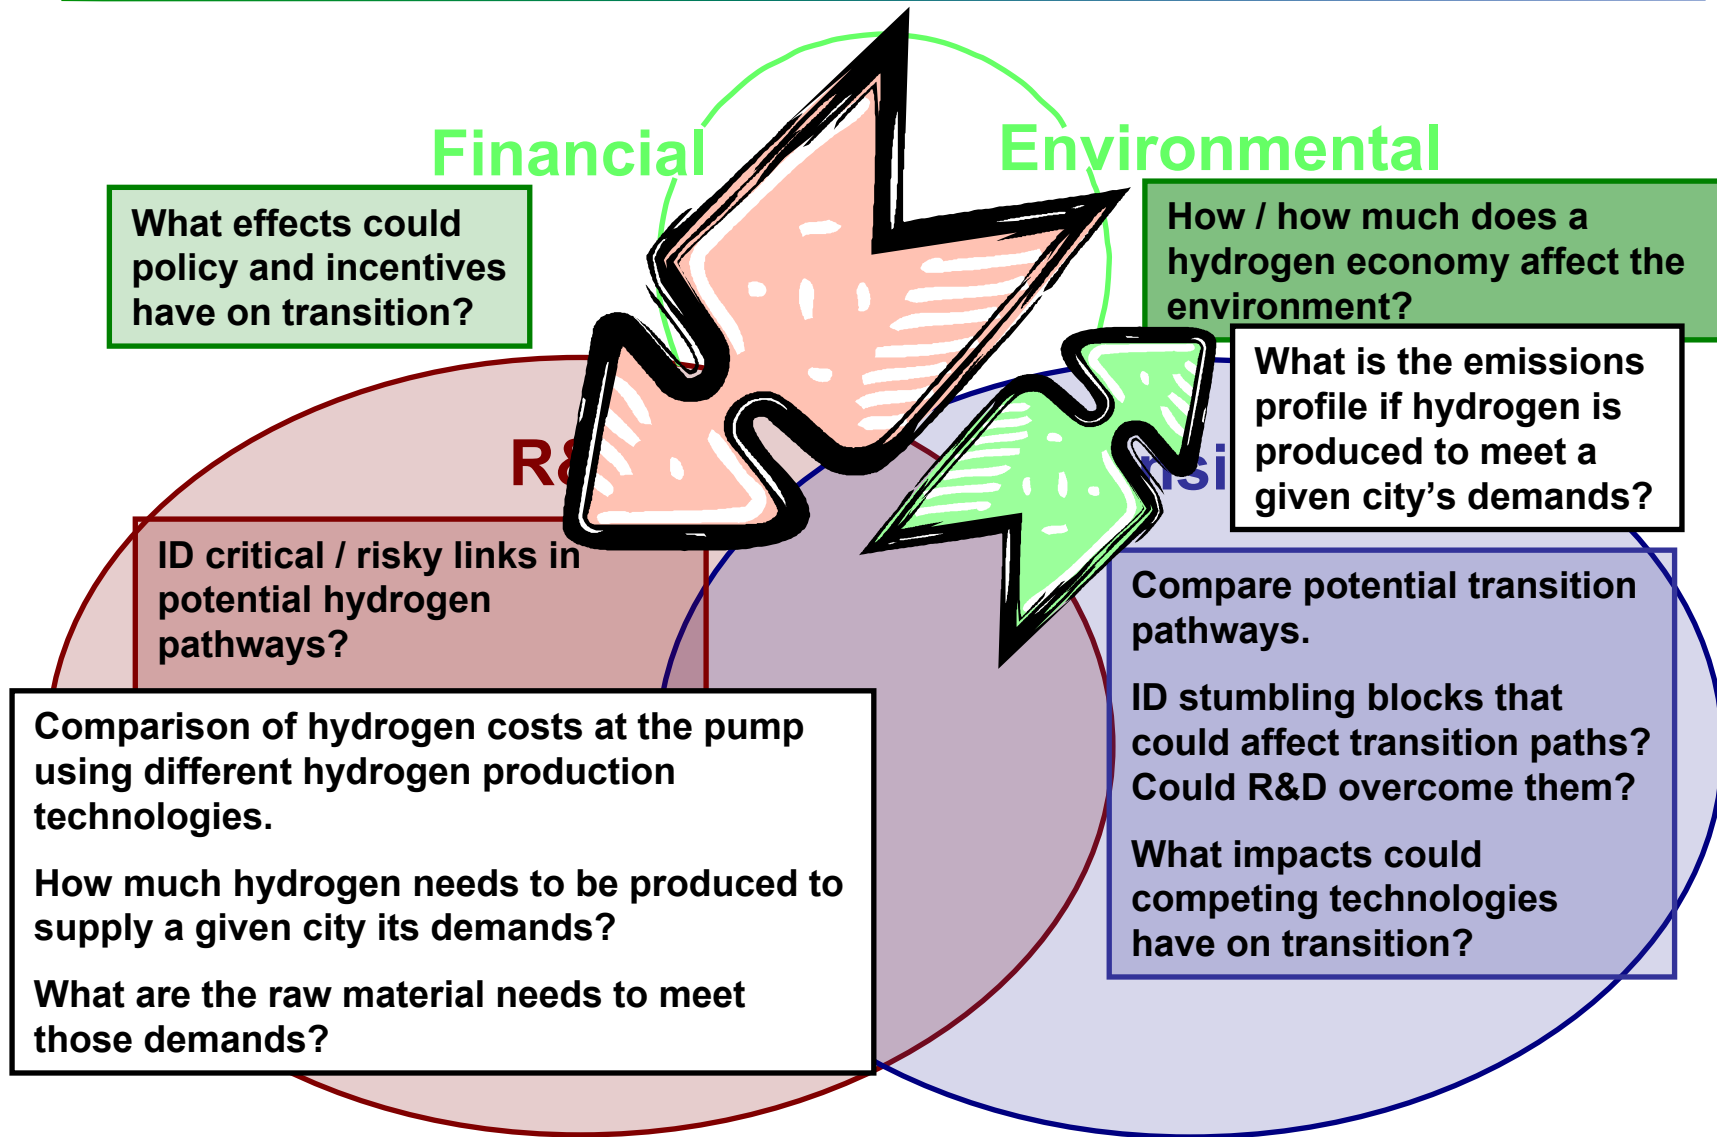 Financial
Environmental
What effects could
policy and incentives
have on transition?
How / how much does a
hydrogen economy affect the
environment?
What is the emissions
profile if hydrogen is
produced to meet a
given city's demands?
R&
nsi
ID critical / risky links in
potential hydrogen
pathways?
Comparison of hydrogen costs at the pump
using different hydrogen production
technologies.
How much hydrogen needs to be produced to
supply a given city its demands?
What are the raw material needs to meet
those demands?
Compare potential transition
pathways.
ID stumbling blocks that
could affect transition paths?
Could R&D overcome them?
What impacts could
competing technologies
have on transition?